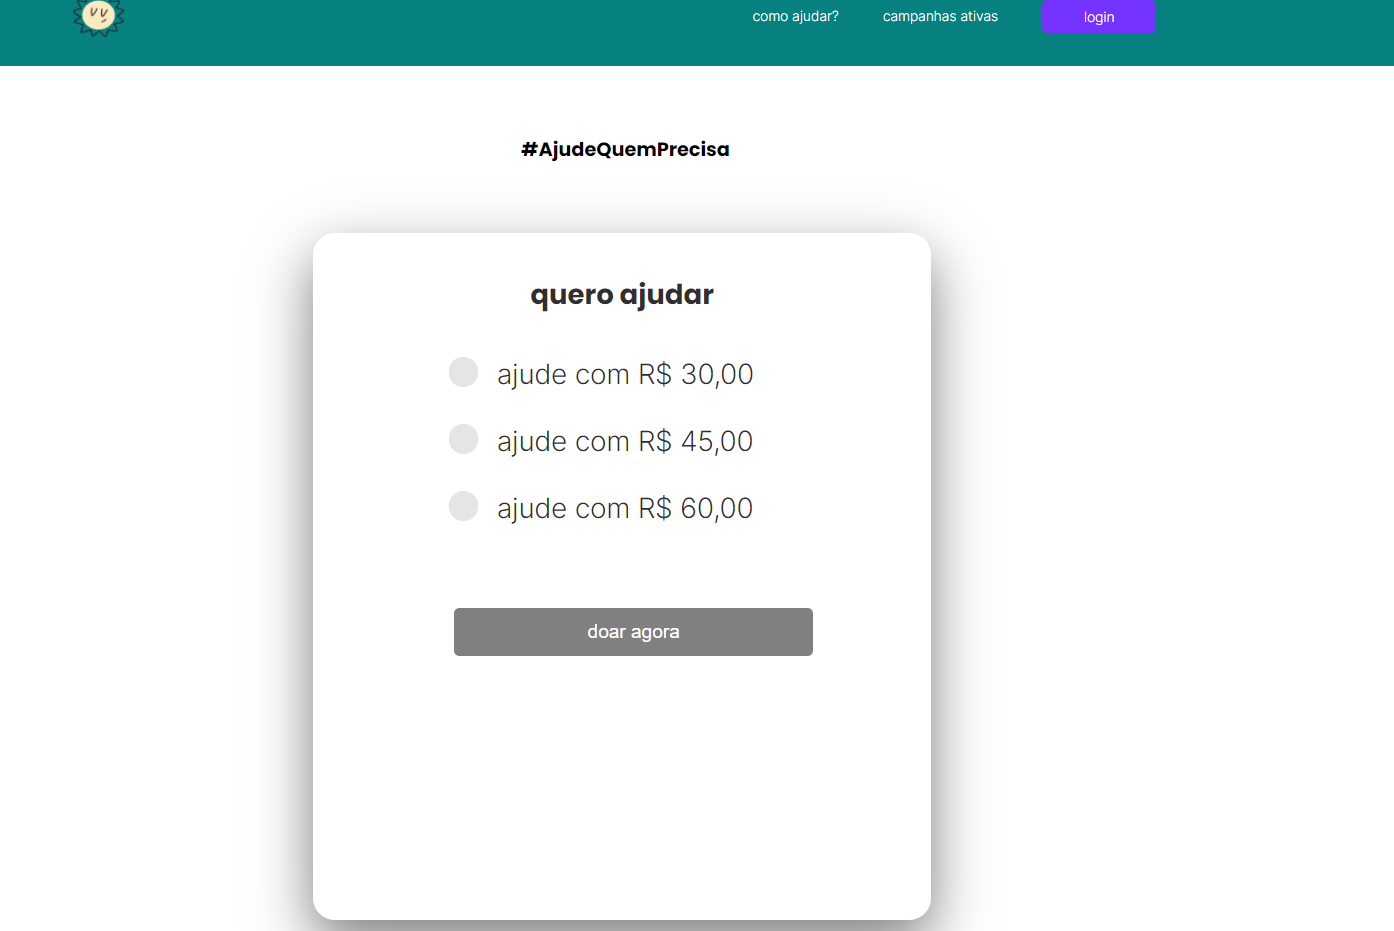 como ajudar? campanhas ativas login
#AjudeQuemPrecisa
quero ajudar
ajude com R$ 30,00
ajude com R$ 45,00
ajude com R$ 60,00
doar agora